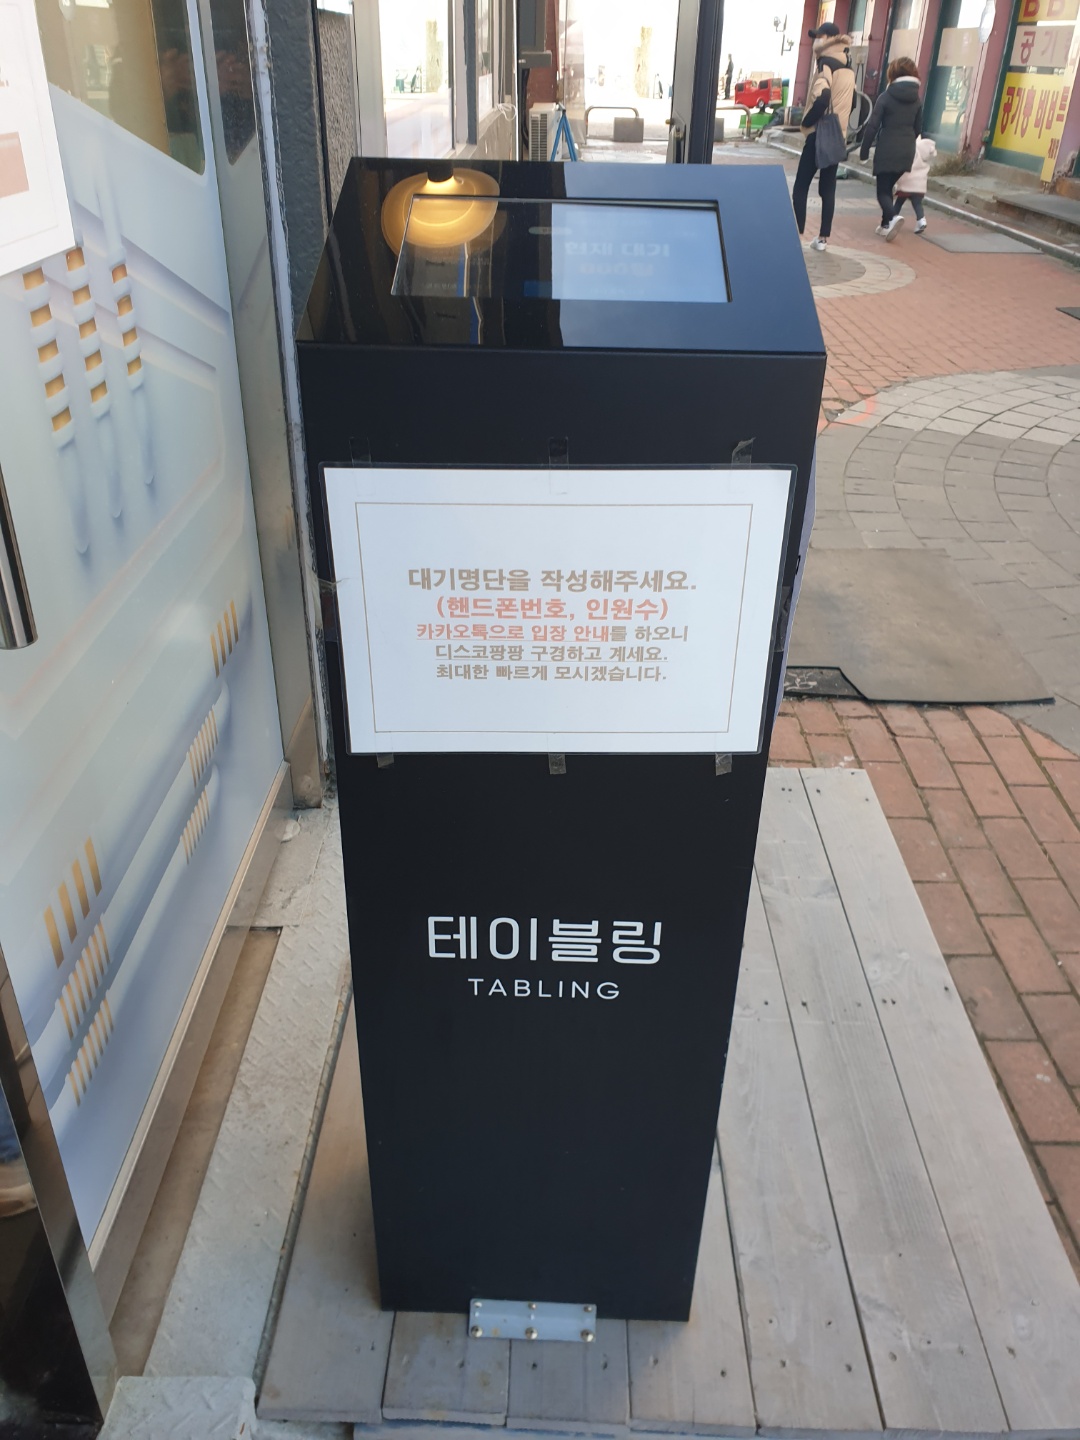 대기명단을 작성해주세요.
(핸드폰번호, 인원수)
카카오톡으로 입장 안내를 하오니
디스코팡팡 구경하고 계세요.
최대한 빠르게 모시겠습니다.
테이블링
TABLING